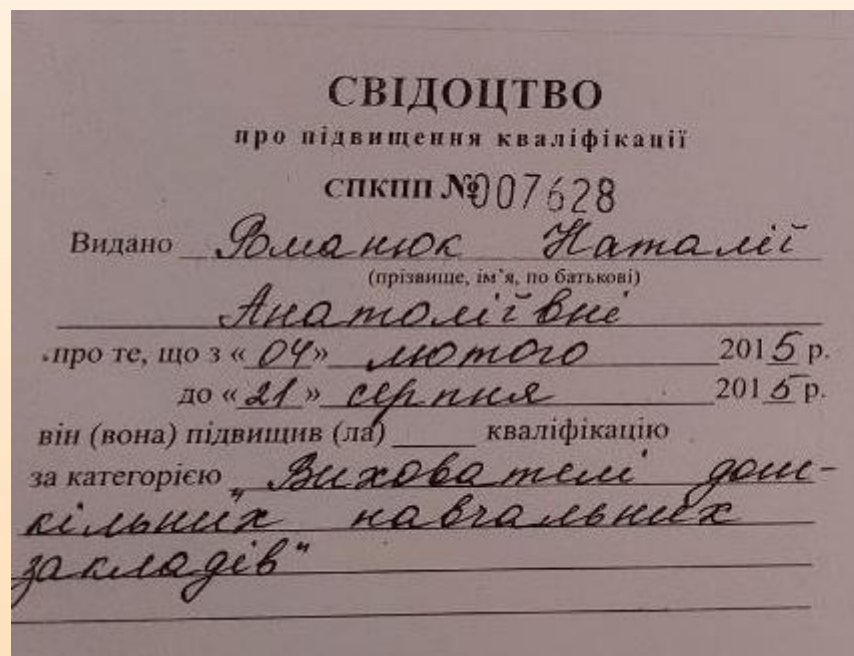 СВІДОЦТВО
про підвищення кваліфікації
СПКПП №007628
Видано Романюк Наталії
(прізвище, ім’я, по батькові)
Анатоліївні
про те, що з «04» лютого 2015 р.
до «21» серпня 2015 р.
він (вона) підвищив (ла) кваліфікацію
за категорією „Вихователі дош-
кільних навчальних
закладів"